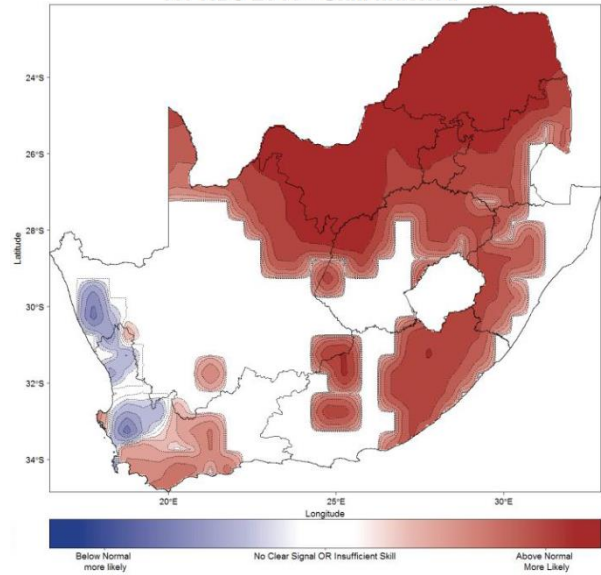 24°S
26°S
28°S
30°S
32°S
34°S
Latitude
20°E
25°E
30°E
Longitude
Below Normal
more likely
No Clear Signal OR Insufficient Skill
Above Normal
More Likely